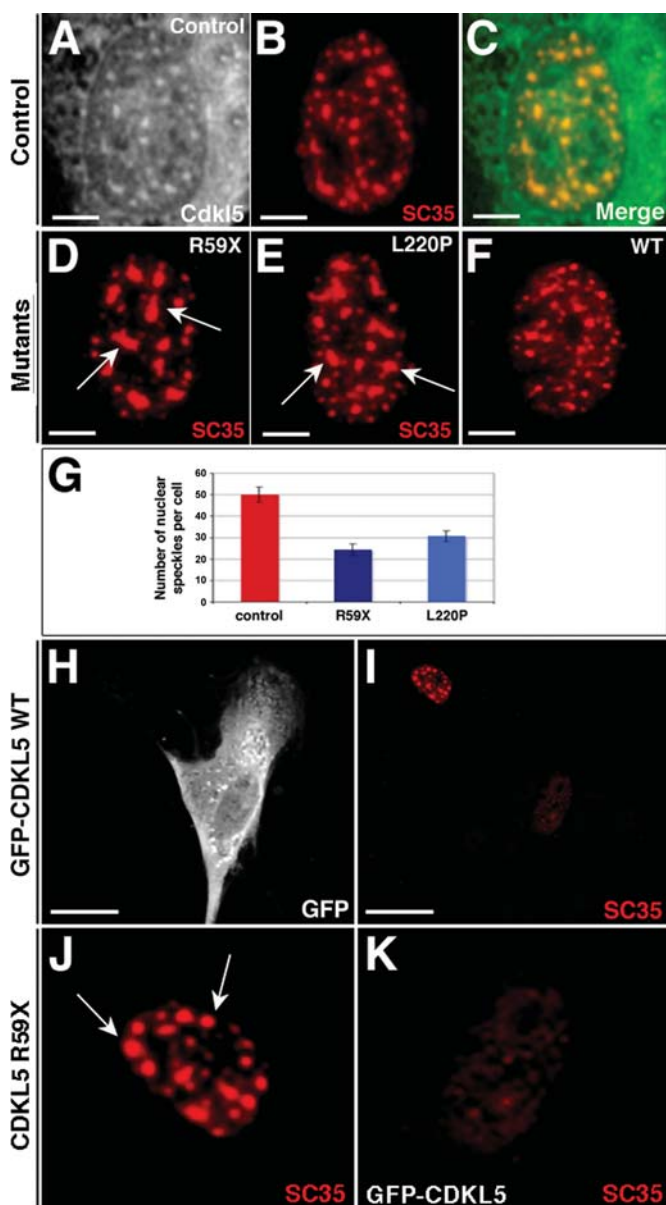 Control
A
Control
Cdkl5
B
SC35
C
Merge
Mutants
D
R59X
SC35
E
L220P
SC35
F
WT
G
Number of nuclear
speckles per cell
60
50
40
30
20
10
0
control
R59X
L220P
GFP-CDKL5 WT
H
GFP
I
SC35
CDKL5 R59X
J
SC35
K
GFP-CDKL5
SC35